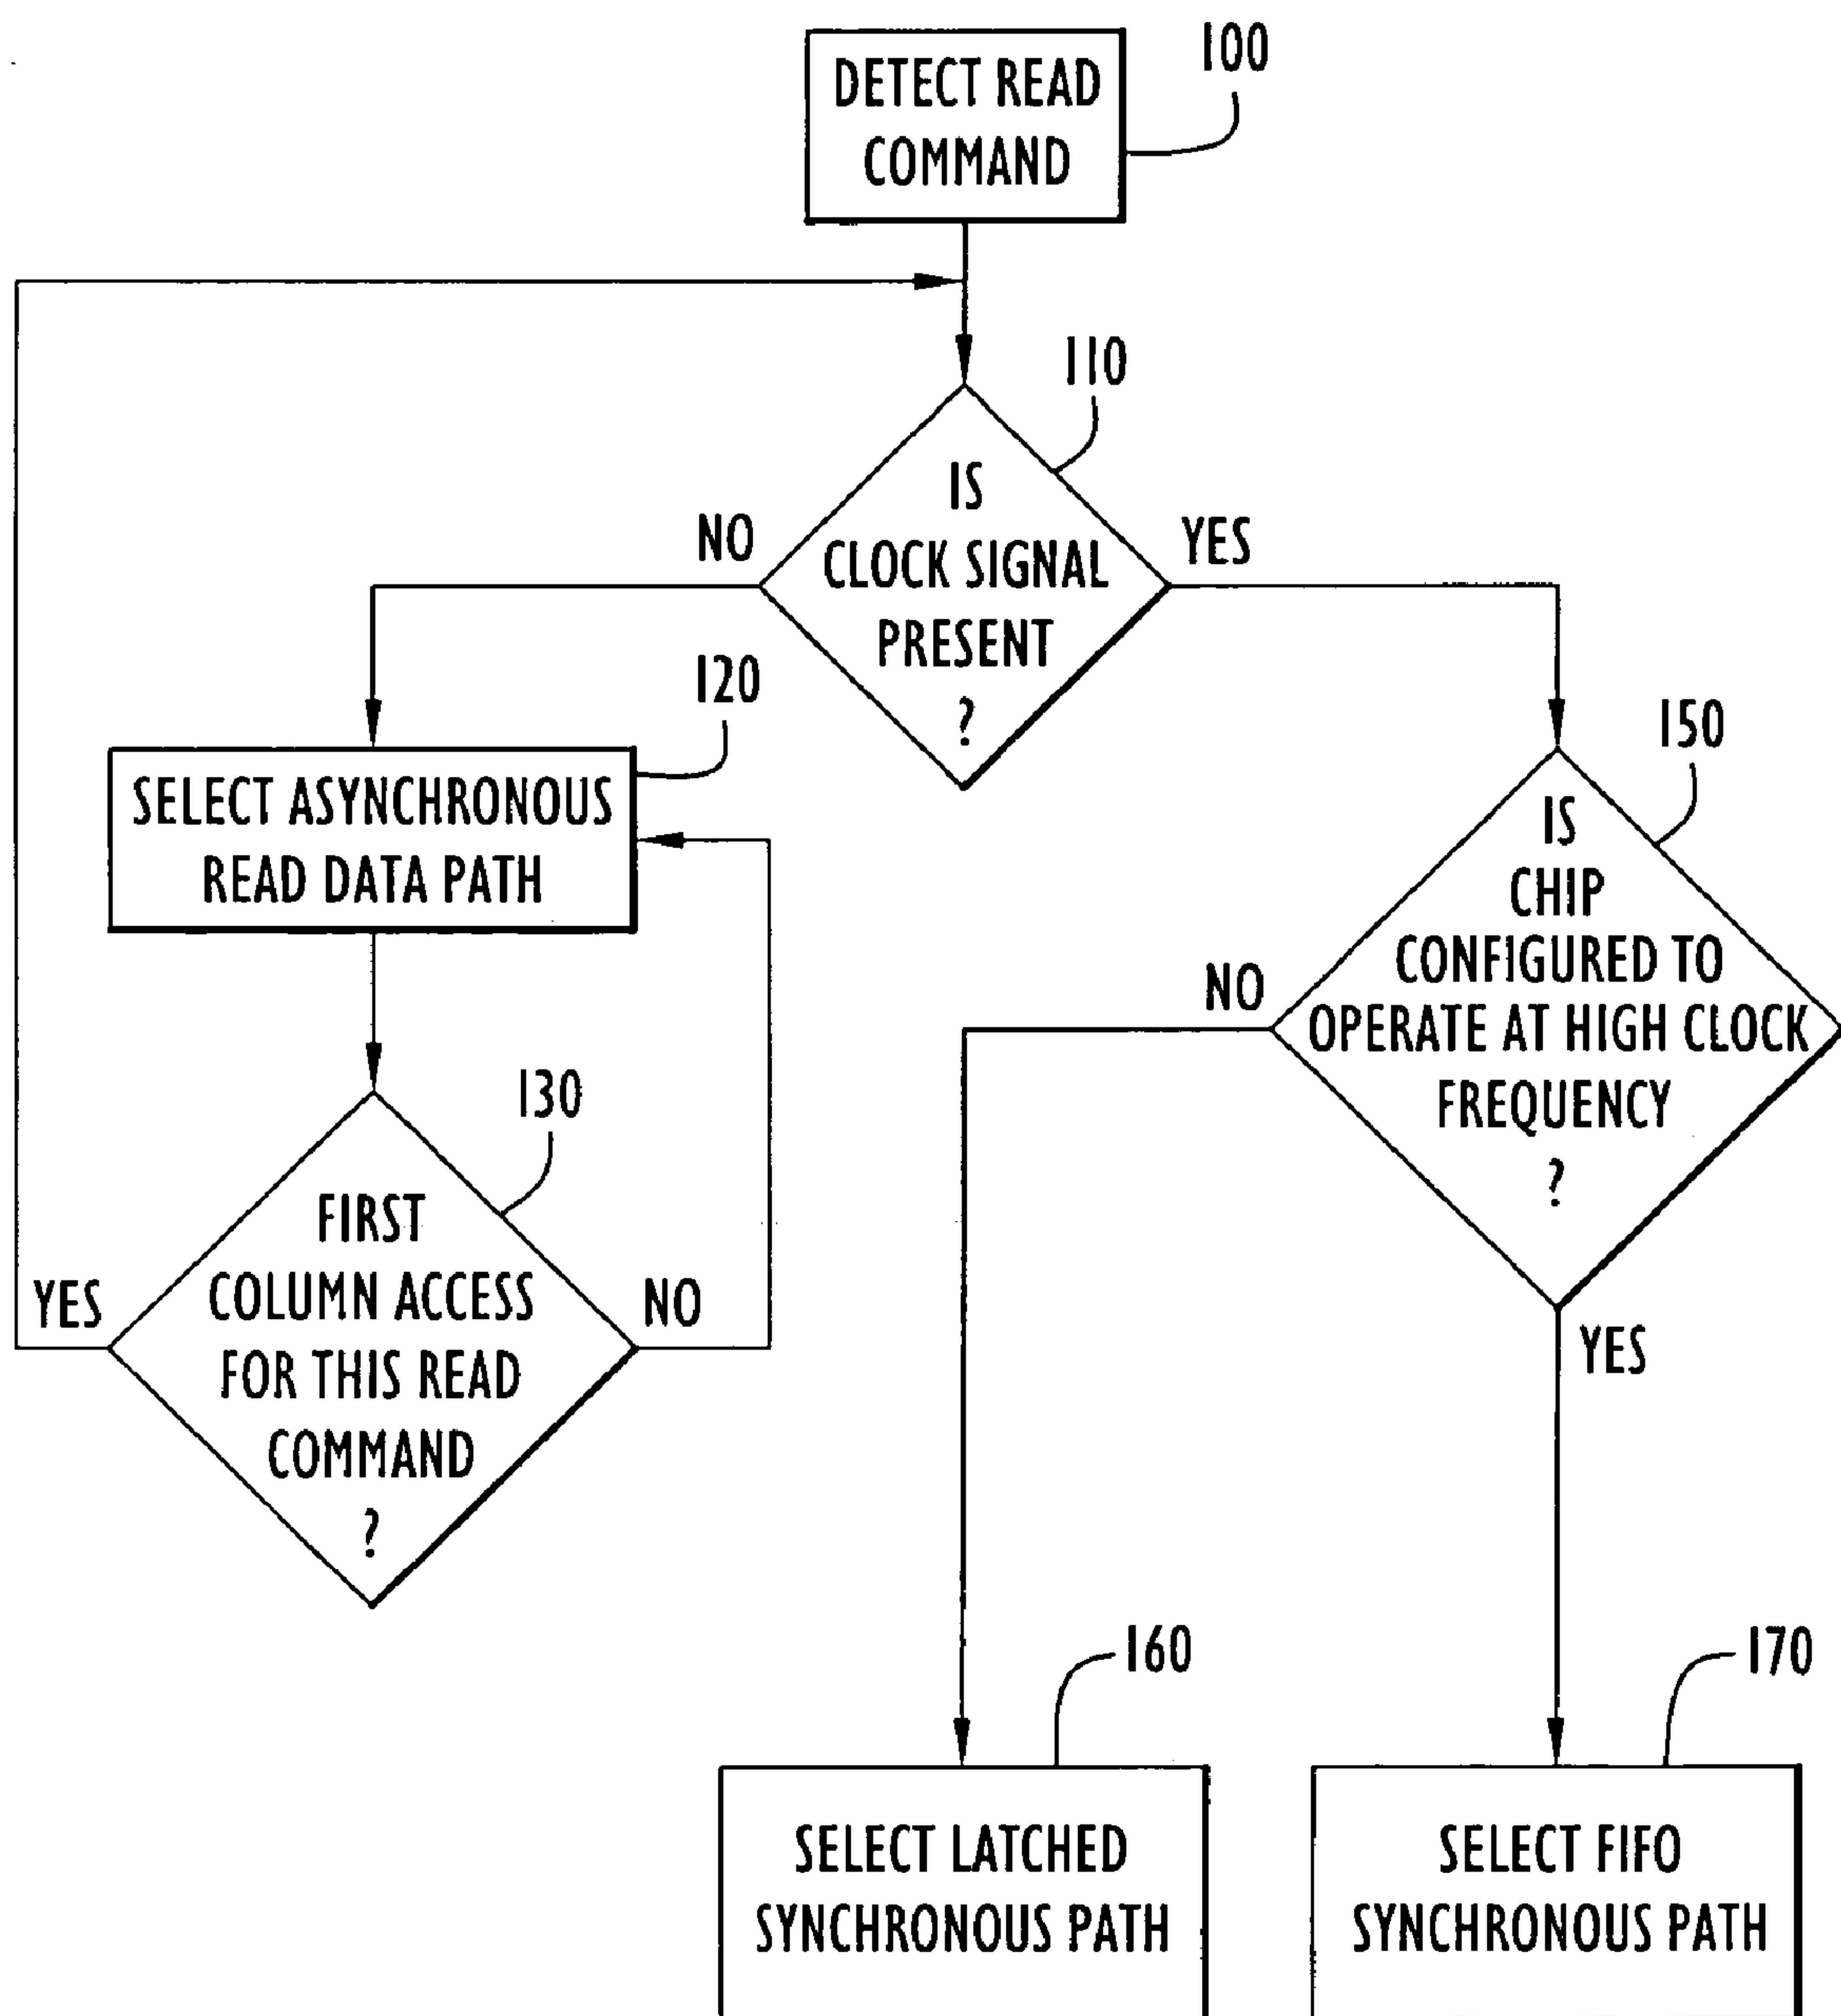 100
DETECT READ
COMMAND
110
IS
CLOCK SIGNAL
PRESENT
?
NO
YES
120
SELECT ASYNCHRONOUS
READ DATA PATH
150
IS
CHIP
CONFIGURED TO
OPERATE AT HIGH CLOCK
FREQUENCY
?
NO
YES
130
FIRST
COLUMN ACCESS
FOR THIS READ
COMMAND
?
YES
NO
160
SELECT LATCHED
SYNCHRONOUS PATH
170
SELECT FIFO
SYNCHRONOUS PATH